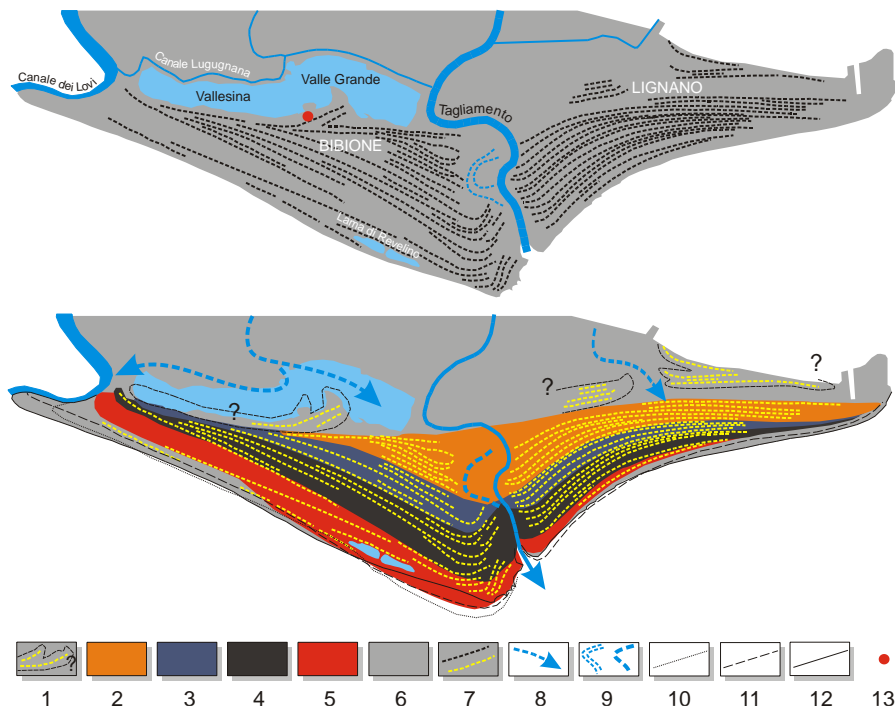 Canale dei Lovi
Canale Lugugnana
Vallesina
Valle Grande
Tagliamento
LIGNANO
BIBIONE
Lama di Revelino
?
?
?
?
1 2 3 4 5 6 7 8 9 10 11 12 13